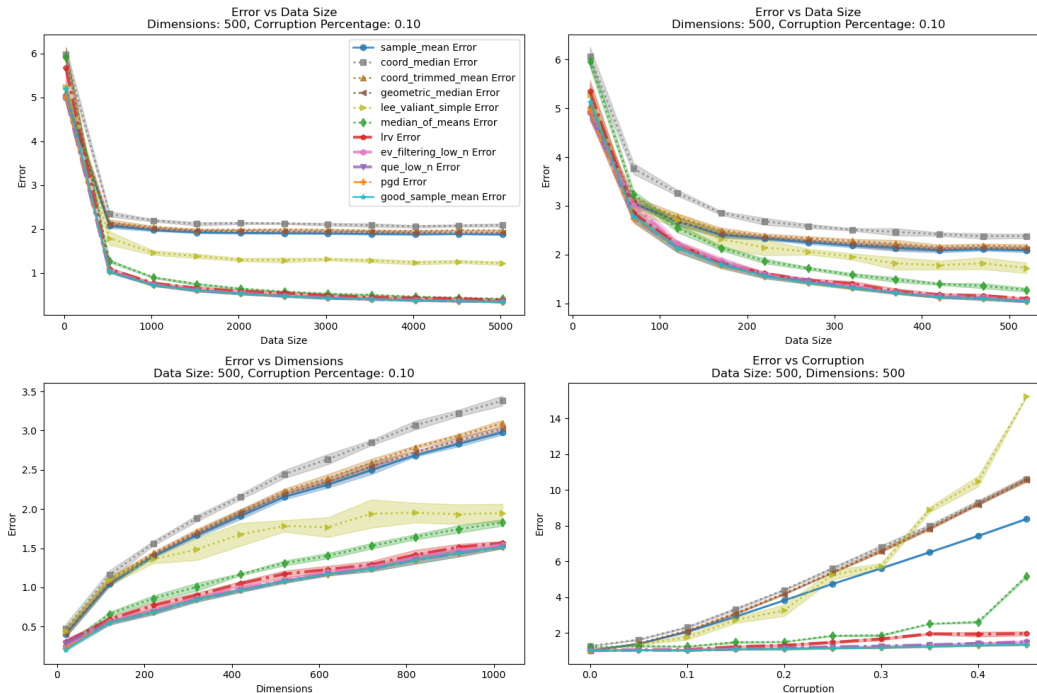 Error vs Data Size
Dimensions: 500, Corruption Percentage: 0.10
6
5
4
3
2
1
Error
0
1000
2000
3000
4000
5000
Data Size
sample_mean Error
coord_median Error
coord_trimmed_mean Error
geometric_median Error
lee_valiant_simple Error
median_of_means Error
lrv Error
ev_filtering_low_n Error
que_low_n Error
pgd Error
good_sample_mean Error
Error vs Data Size
Dimensions: 500, Corruption Percentage: 0.10
6
5
4
3
2
1
Error
0
100
200
300
400
500
Data Size
Error vs Dimensions
Data Size: 500, Corruption Percentage: 0.10
3.5
3.0
2.5
2.0
1.5
1.0
0.5
Error
0
200
400
600
800
1000
Dimensions
Error vs Corruption
Data Size: 500, Dimensions: 500
14
12
10
8
6
4
2
Error
0.0
0.1
0.2
0.3
0.4
Corruption